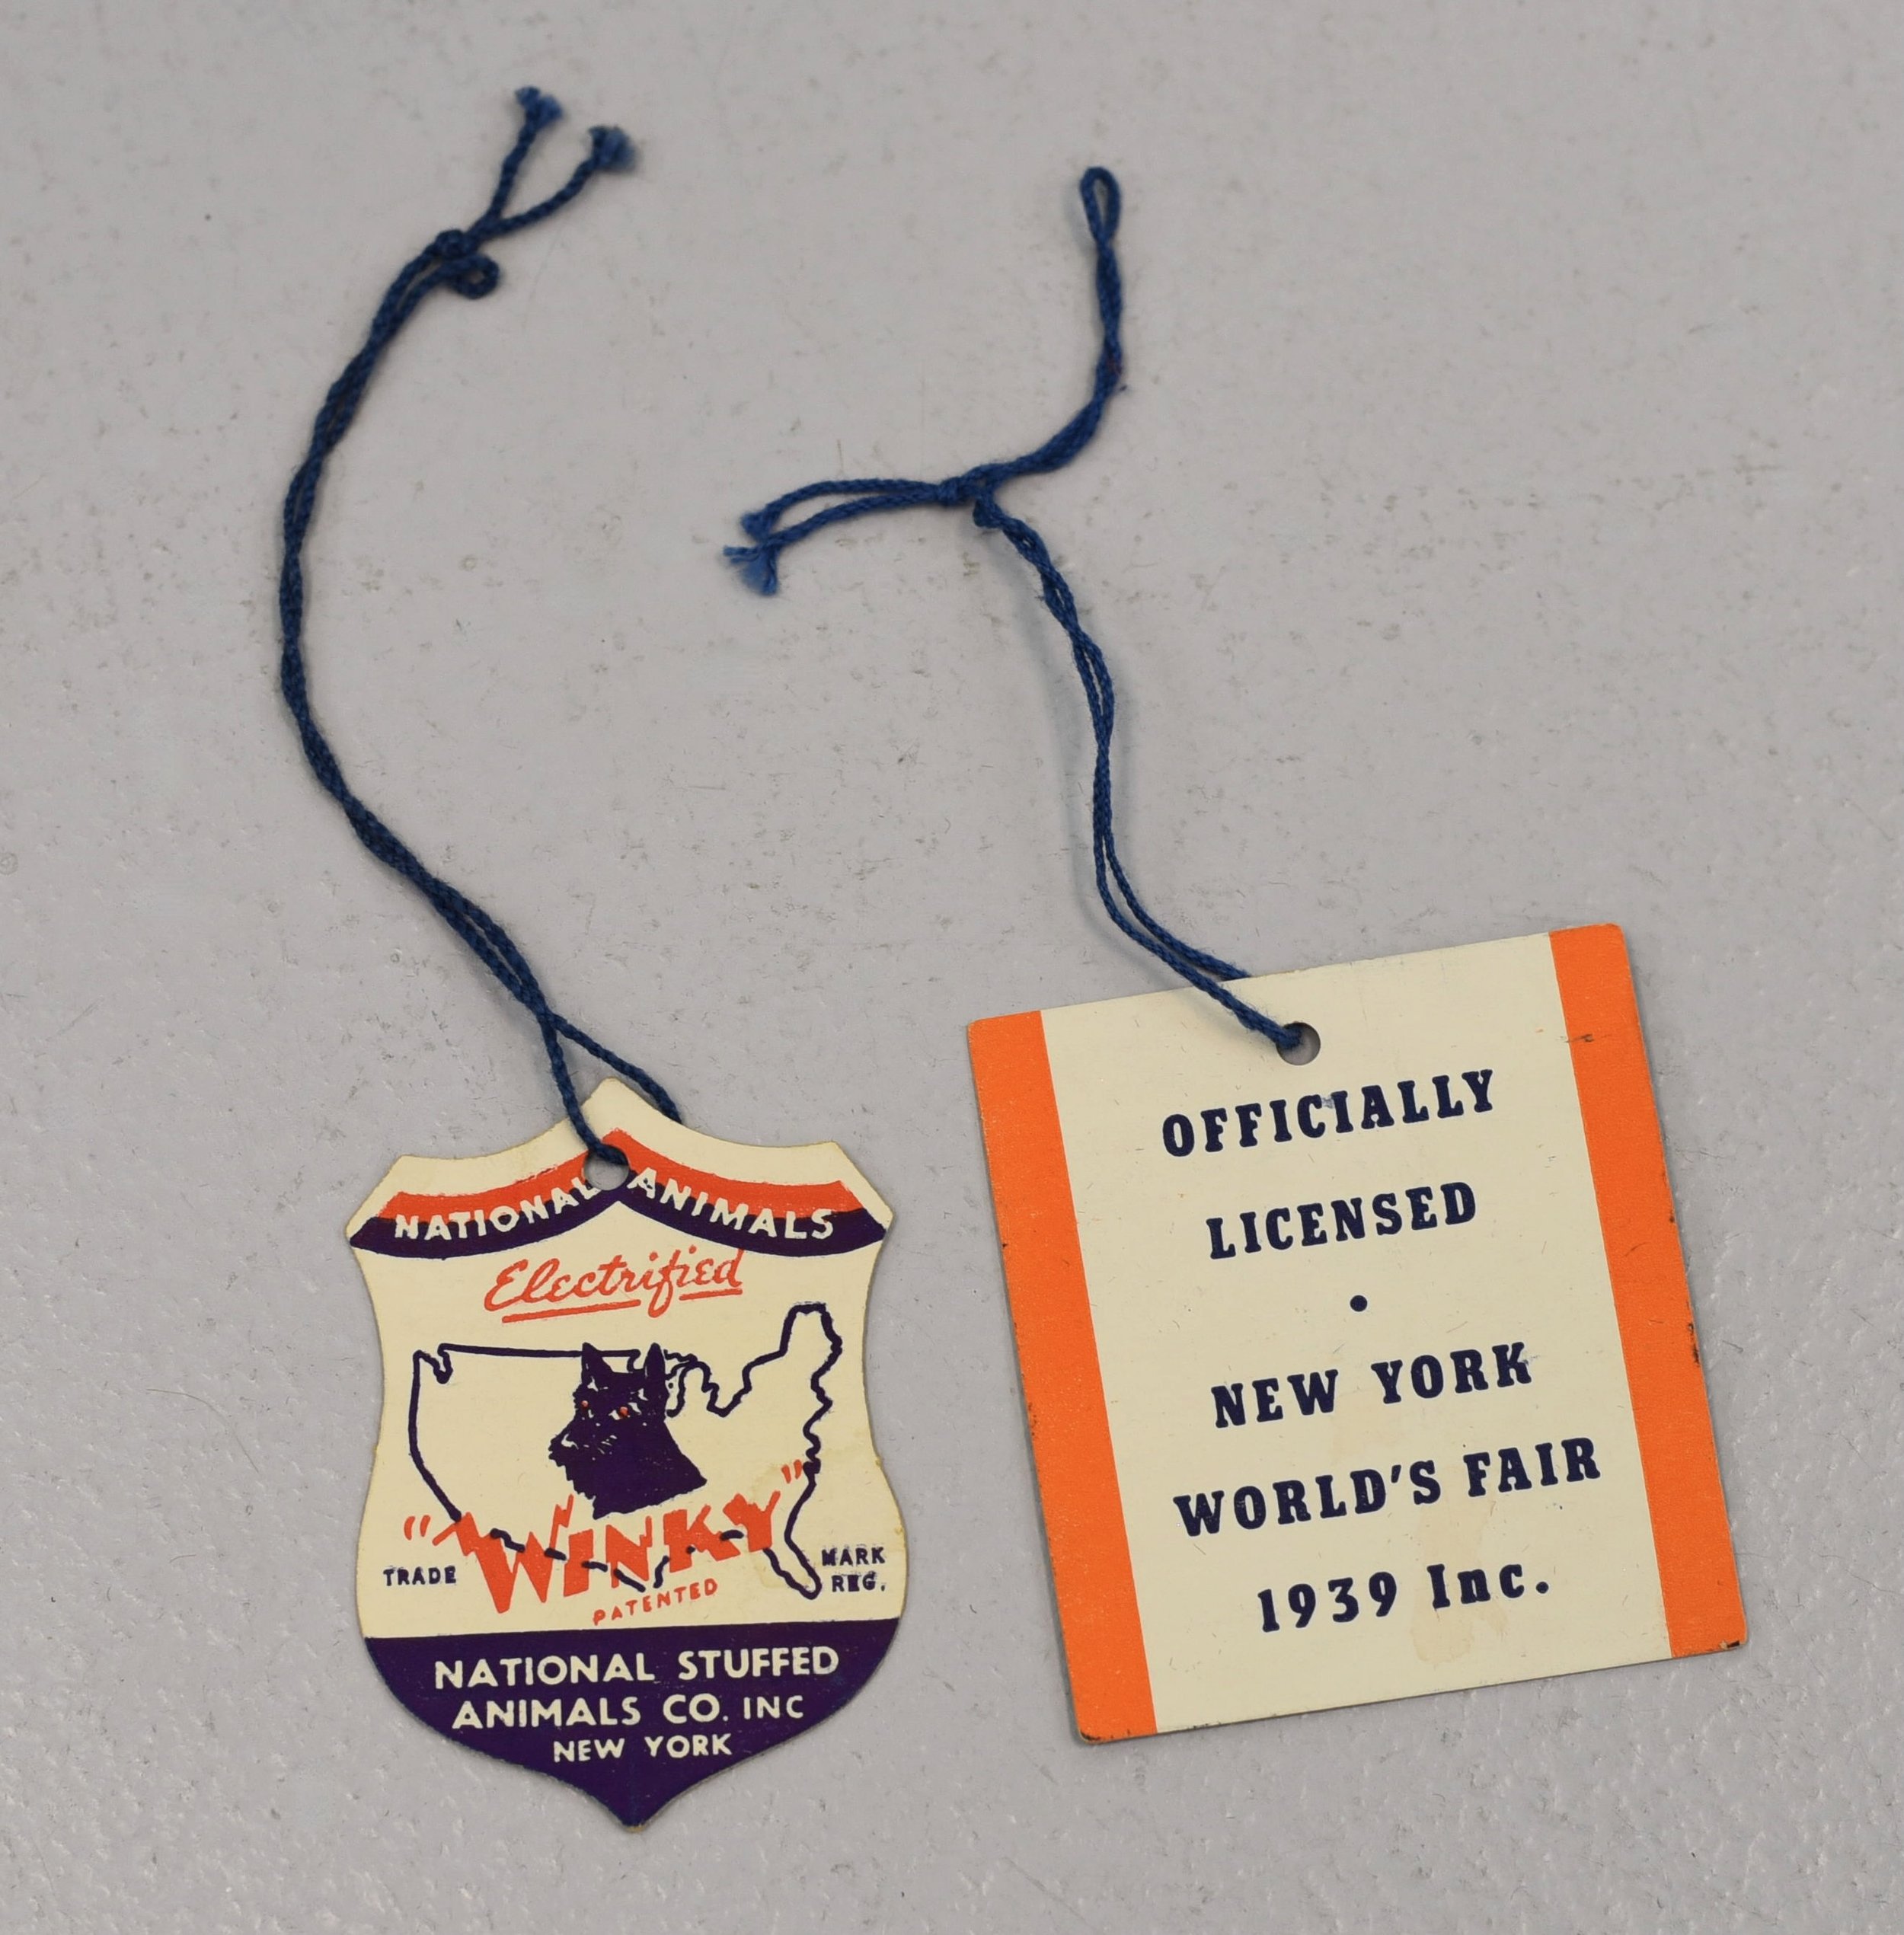 NATIONAL ANIMALS
Electrified
"WINKY"
TRADE MARK REG.
PATENTED
NATIONAL STUFFED
ANIMALS CO. INC
NEW YORK
OFFICIALLY
LICENSED
•
NEW YORK
WORLD'S FAIR
1939 Inc.